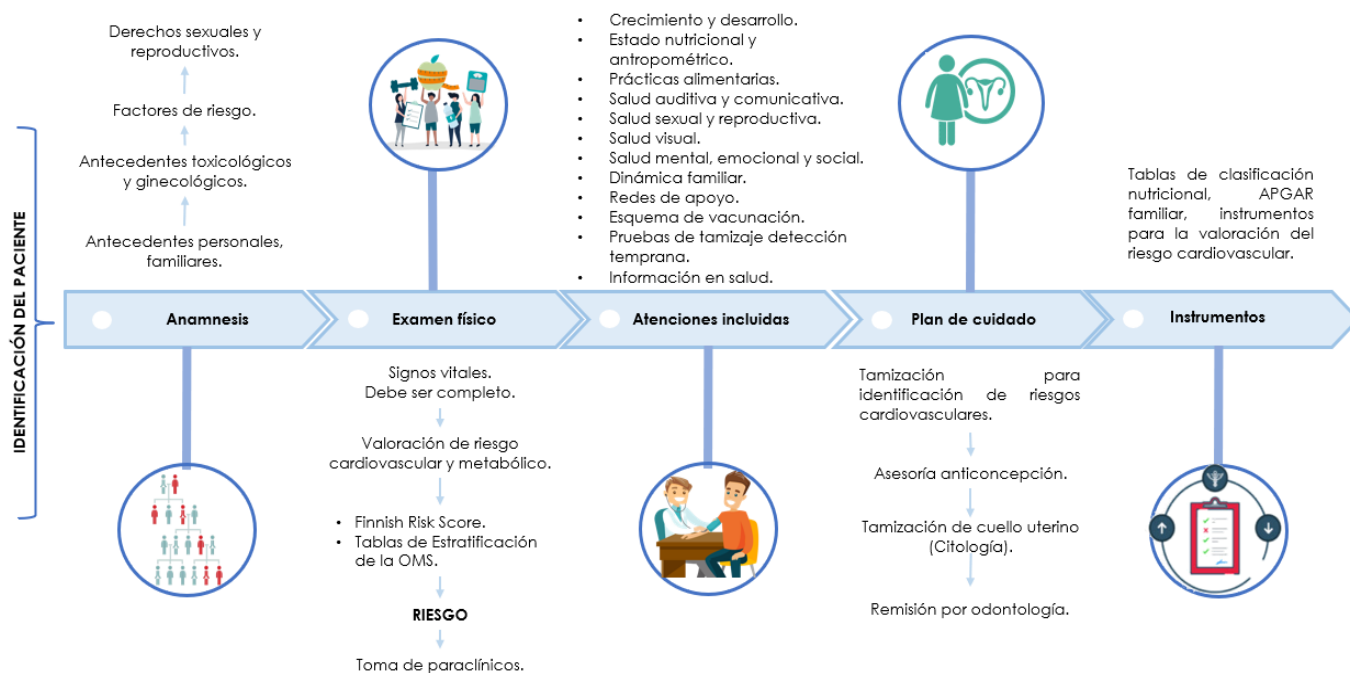 IDENTIFICACIÓN DEL PACIENTE
Derechos sexuales y
reproductivos.
Factores de riesgo.
Antecedentes toxicológicos
y ginecológicos.
Antecedentes personales,
familiares.
Anamnesis
Examen físico
Signos vitales.
Debe ser completo.
Valoración de riesgo
cardiovascular y metabólico.
• Finnish Risk Score.
• Tablas de Estratificación
de la OMS.
RIESGO
Toma de paraclínicos.
• Crecimiento y desarrollo.
• Estado nutricional y
antropométrico.
• Prácticas alimentarias.
• Salud auditiva y comunicativa.
• Salud sexual y reproductiva.
• Salud visual.
• Salud mental, emocional y social.
• Dinámica familiar.
• Redes de apoyo.
• Esquema de vacunación.
• Pruebas de tamizaje detección
temprana.
• Información en salud.
Atenciones incluidas
Plan de cuidado
Tamización para
identificación de riesgos
cardiovasculares.
Asesoría anticoncepción.
Tamización de cuello uterino
(Citología).
Remisión por odontología.
Tablas de clasificación
nutricional, APGAR
familiar, instrumentos
para la valoración del
riesgo cardiovascular.
Instrumentos